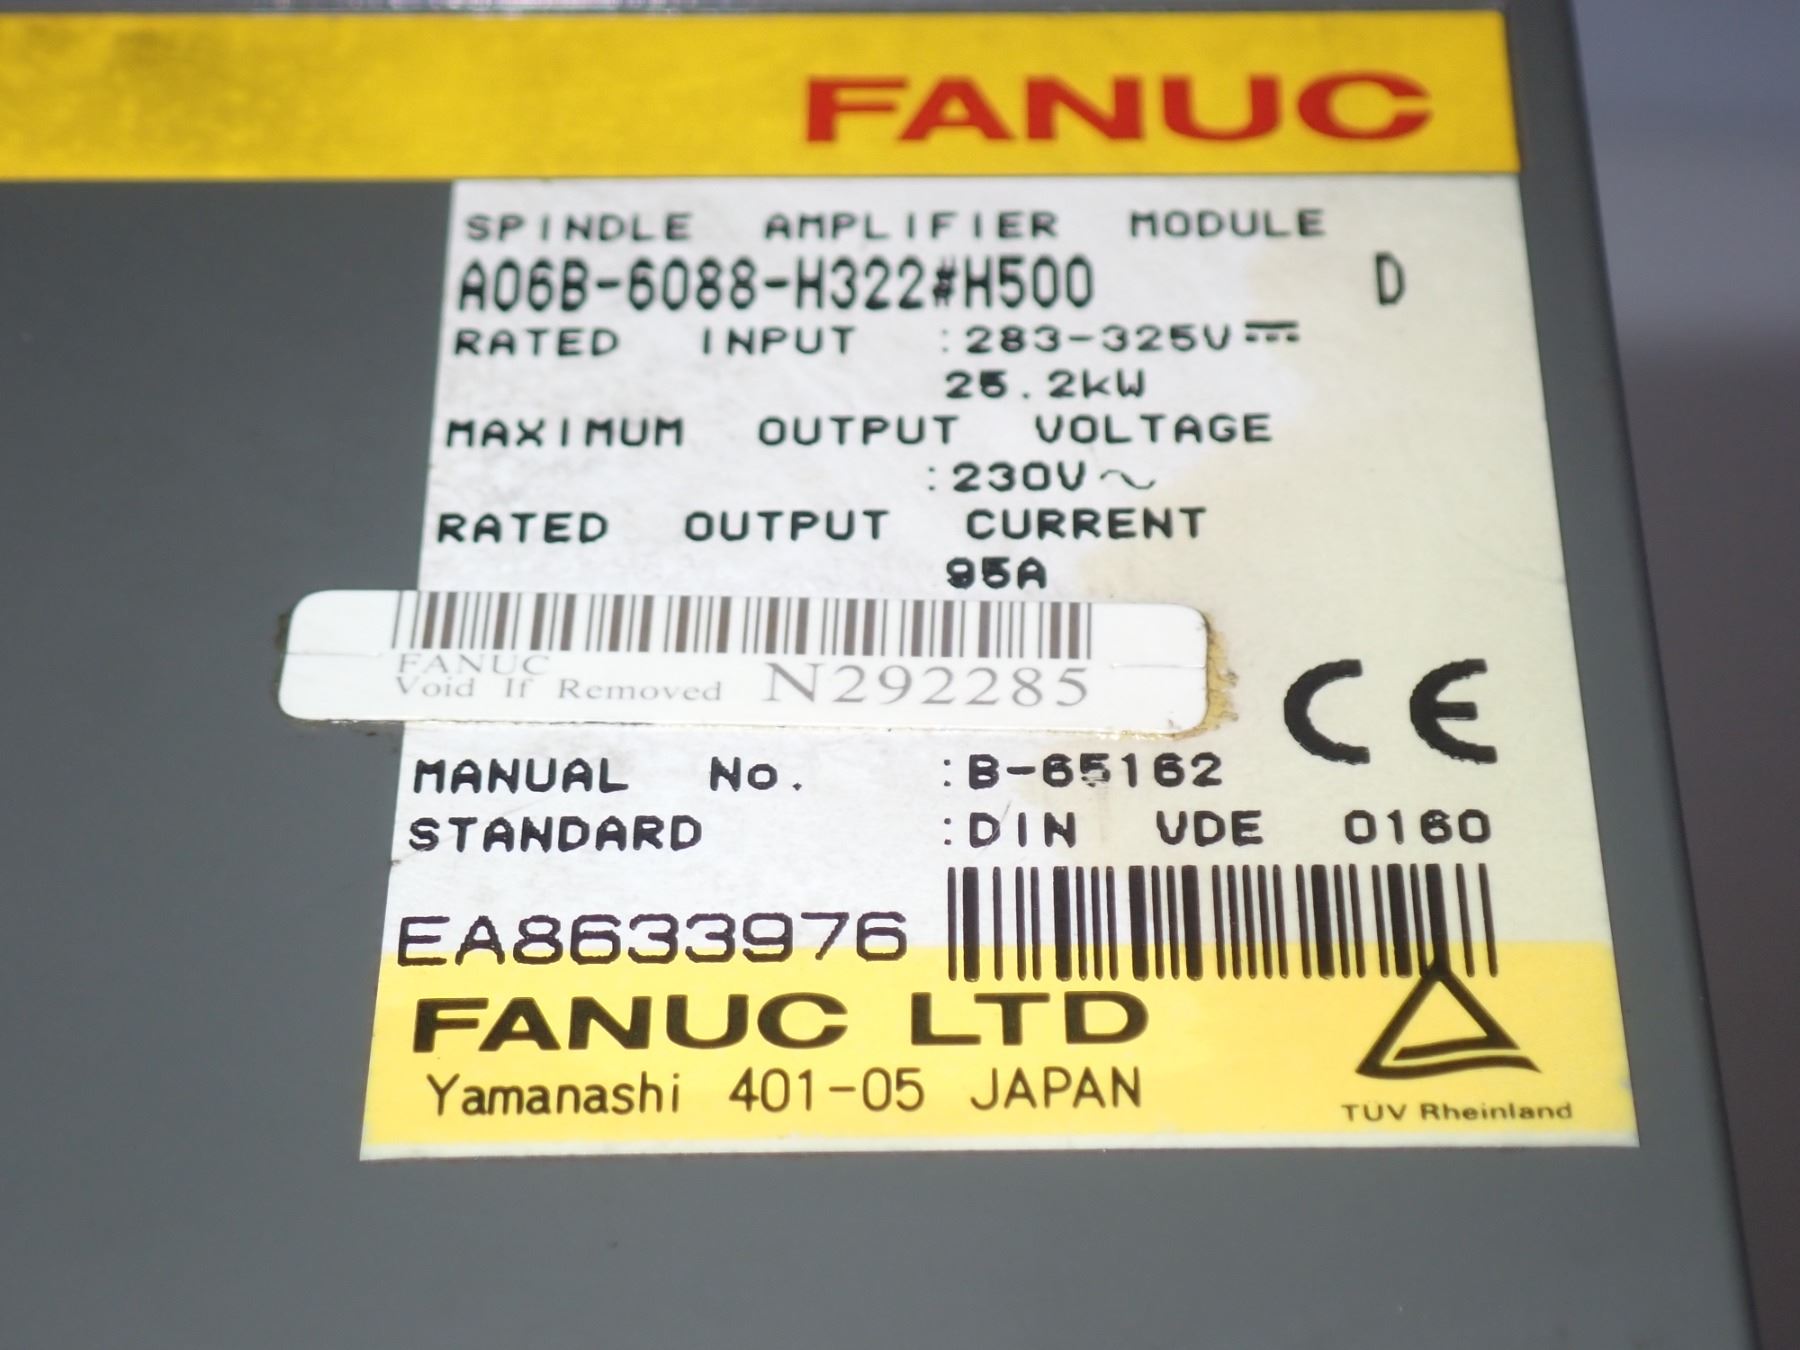 FANUC
SPINDLE AMPLIFIER MODULE
A06B-6088-H322#H500 D
RATED INPUT :283-325V⎓
25.2kW
MAXIMUM OUTPUT VOLTAGE
:230V~
RATED OUTPUT CURRENT
95A
FANUC
Void If Removed N292285
CE
MANUAL No. :B-65162
STANDARD :DIN VDE 0160
EA8633976
FANUC LTD
Yamanashi 401-05 JAPAN
TÜV Rheinland